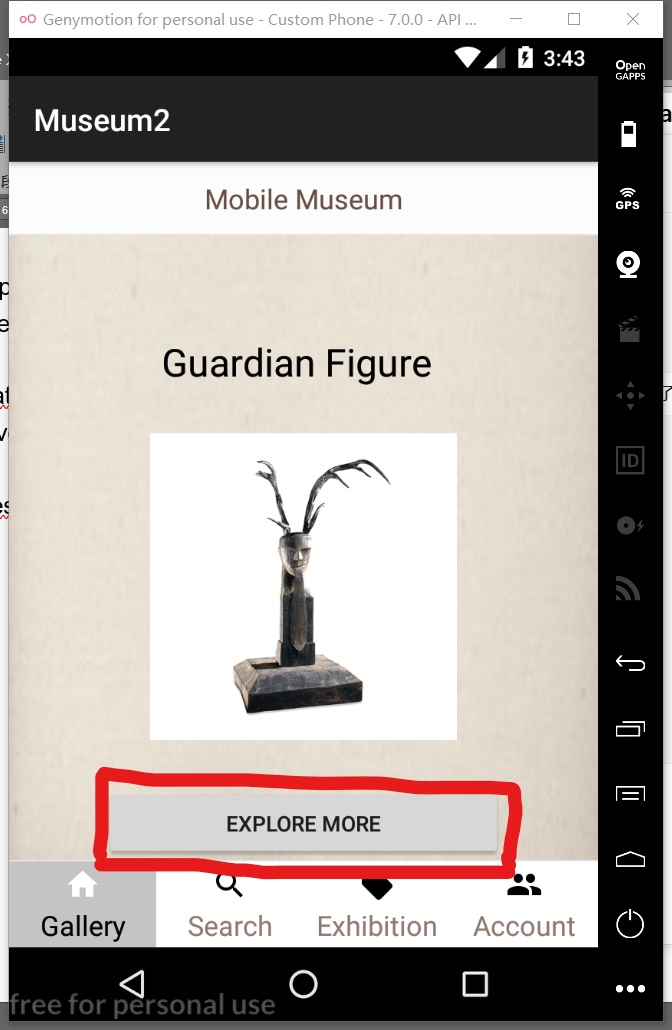 Genymotion for personal use - Custom Phone - 7.0.0 - API ...
3:43
Open
GAPPS
Museum2
GPS
Mobile Museum
Guardian Figure
ID
EXPLORE MORE
Gallery
Search
Exhibition
Account
free for personal use